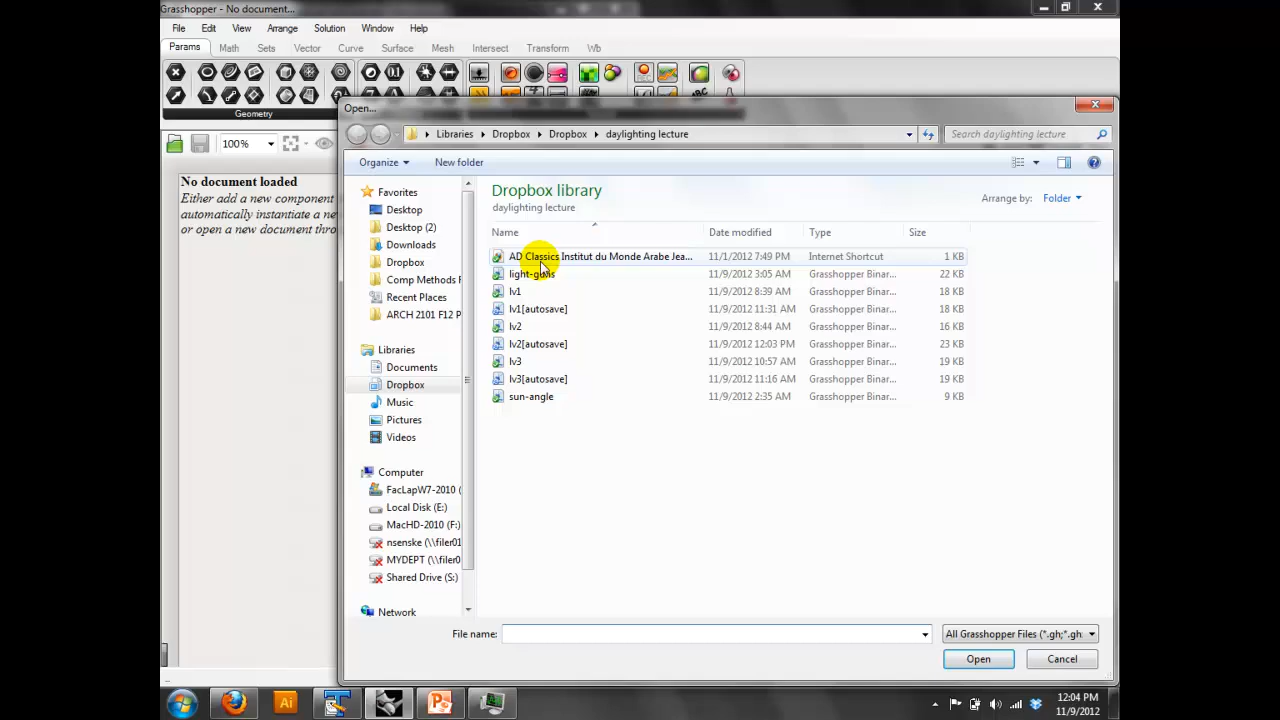 Grasshopper - No document...
File Edit View Arrange Solution Window Help
Params Math Sets Vector Curve Surface Mesh Intersect Transform Wb
Geometry
Open...
Libraries Dropbox Dropbox daylighting lecture
Search daylighting lecture
Organize New folder
100%
No document loaded
Either add a new component
automatically instantiate a ne
or open a new document thro
Favorites
Desktop
Desktop (2)
Downloads
Dropbox
Comp Methods F
Recent Places
ARCH 2101 F12 P
Libraries
Documents
Dropbox
Music
Pictures
Videos
Computer
FacLapW7-2010 (
Local Disk (E:)
MacHD-2010 (F:)
nsenske (\\filer01
MYDEPT (\\filer0
Shared Drive (S:)
Network
Dropbox library
daylighting lecture
Arrange by: Folder
Name Date modified Type Size
AD Classics Institut du Monde Arabe Jea... 11/1/2012 7:49 PM Internet Shortcut 1 KB
11/9/2012 3:05 AM Grasshopper Binar... 22 KB
lv1 11/9/2012 8:39 AM Grasshopper Binar... 18 KB
lv1[autosave] 11/9/2012 11:31 AM Grasshopper Binar... 18 KB
lv2 11/9/2012 8:44 AM Grasshopper Binar... 16 KB
lv2[autosave] 11/9/2012 12:03 PM Grasshopper Binar... 23 KB
lv3 11/9/2012 10:57 AM Grasshopper Binar... 19 KB
lv3[autosave] 11/9/2012 11:16 AM Grasshopper Binar... 19 KB
sun-angle 11/9/2012 2:35 AM Grasshopper Binar... 9 KB
File name:
All Grasshopper Files (*.gh;*.gh
Open Cancel
12:04 PM
11/9/2012